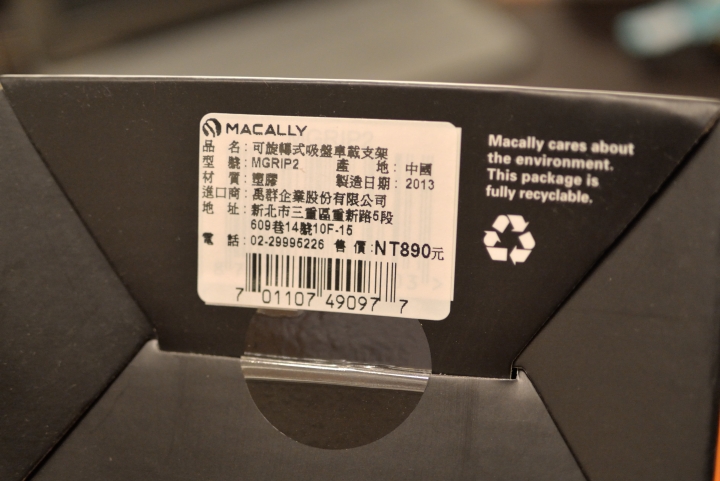 MACALLY
品 名：可旋轉式吸盤車載支架
型 號：MGRIP2 產 地：中國
材 質：塑膠 製造日期：2013
進口商：禹群企業股份有限公司
地 址：新北市三重區重新路5段
609巷14號10F-15
電 話：02-29995226 售 價：NT890元
7 01107 49097 7
Macally cares about
the environment.
This package is
fully recyclable.